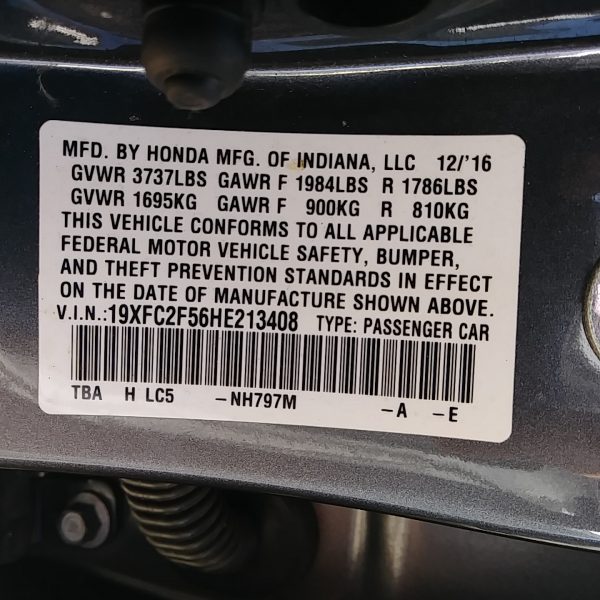 MFD. BY HONDA MFG. OF INDIANA, LLC 12/'16
GVWR 3737LBS GAWR F 1984LBS R 1786LBS
GVWR 1695KG GAWR F 900KG R 810KG
THIS VEHICLE CONFORMS TO ALL APPLICABLE
FEDERAL MOTOR VEHICLE SAFETY, BUMPER,
AND THEFT PREVENTION STANDARDS IN EFFECT
ON THE DATE OF MANUFACTURE SHOWN ABOVE.
V.I.N.:19XFC2F56HE213408 TYPE: PASSENGER CAR
TBA H LC5 -NH797M -A -E